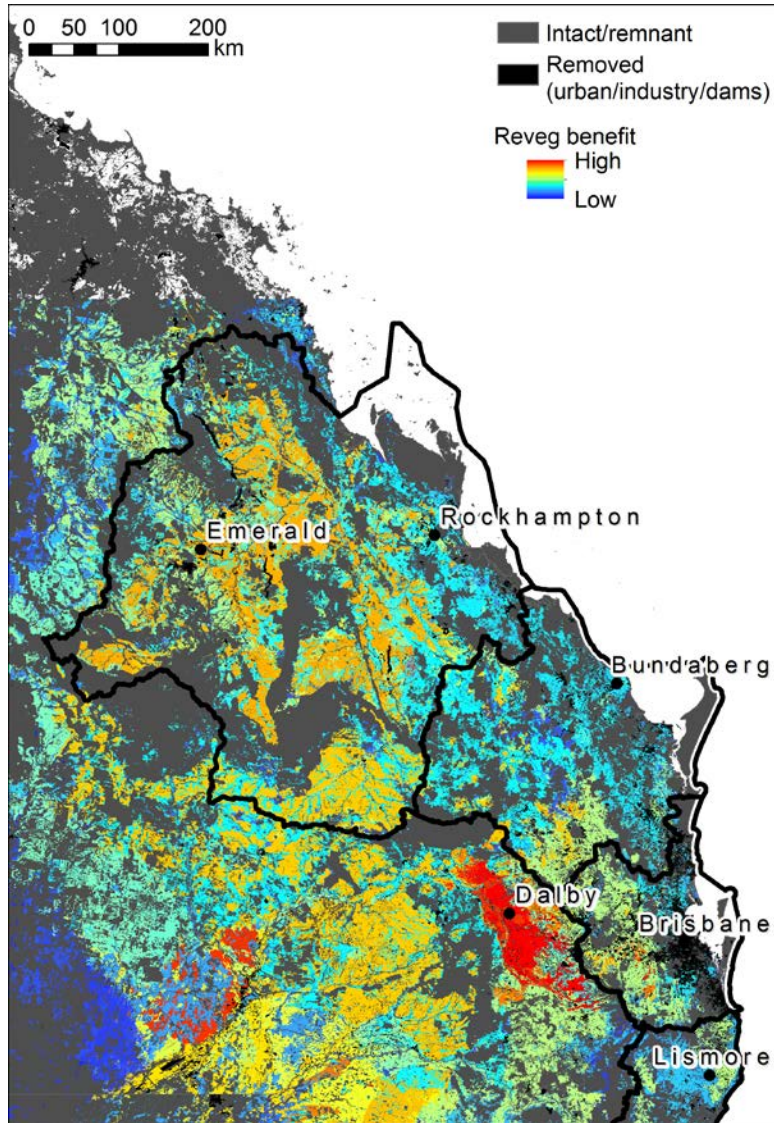 0 50 100 200
km
Intact/remnant
Removed
(urban/industry/dams)
Reveg benefit
High
Low
Emerald
Rockhampton
Bundaberg
Dalby
Brisbane
Lismore